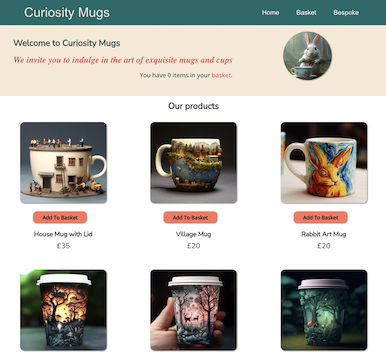 Curiosity Mugs
Home Basket Bespoke
Welcome to Curiosity Mugs
We invite you to indulge in the art of exquisite mugs and cups
You have 0 items in your basket.
Our products
Add To Basket Add To Basket Add To Basket
House Mug with Lid Village Mug Rabbit Art Mug
£35 £20 £20